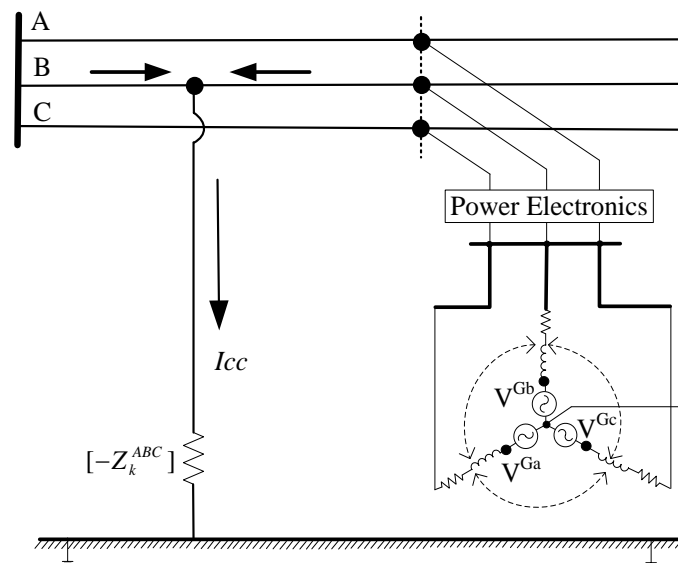 A
B
C
Power Electronics
Icc
V^{Gb}
V^{Gc}
V^{Ga}
[-Z_k^{ABC}]